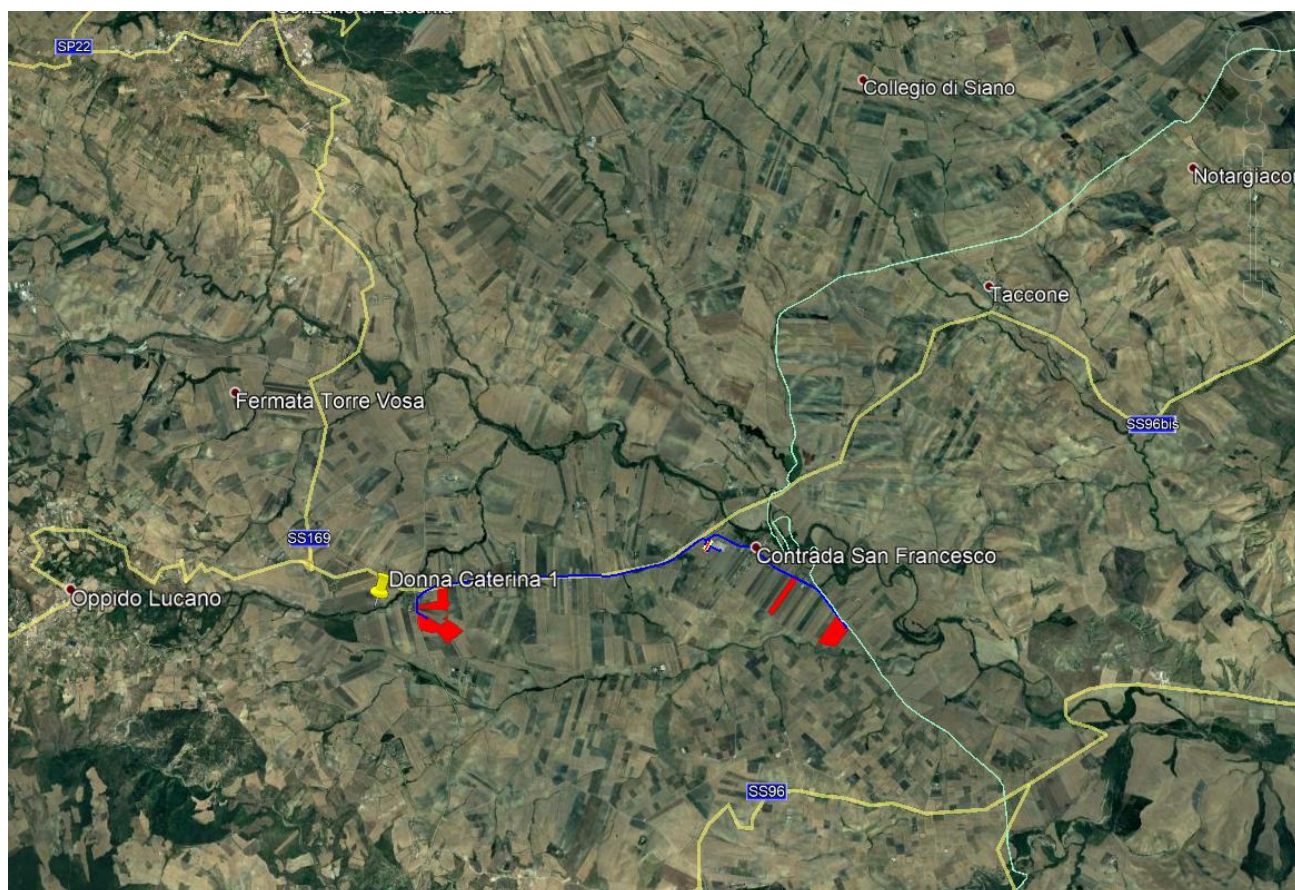 SP22
Collegio di Siano
Notargiacom
Taccone
SS96bis
Fermata Torre Vosa
SS169
Contrada San Francesco
Donna Caterina 1
Oppido Lucano
SS96